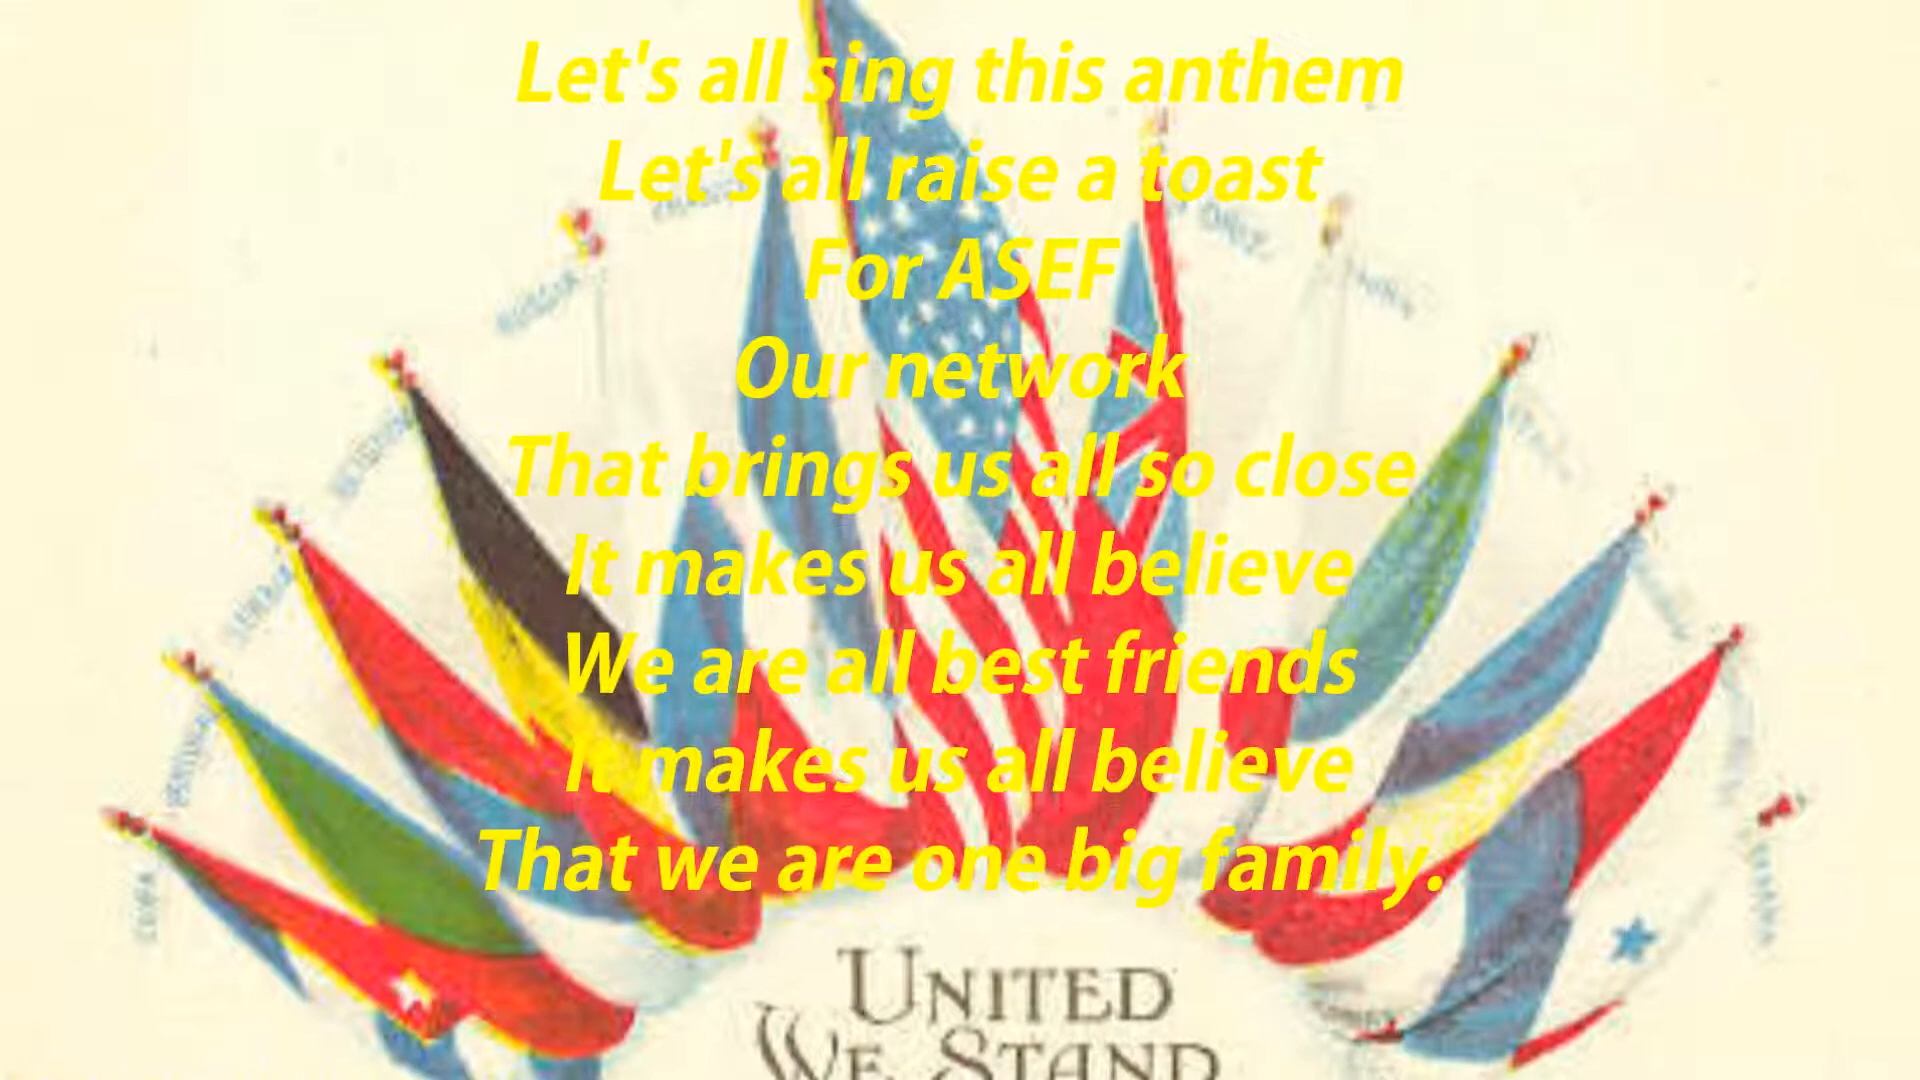 Let's all sing this anthem
Let's all raise a toast
For ASEF
Our network
That brings us all so close
It makes us all believe
We are all best friends
It makes us all believe
That we are one big family.
RUSSIA
CUBA
UNITED
WE STAND